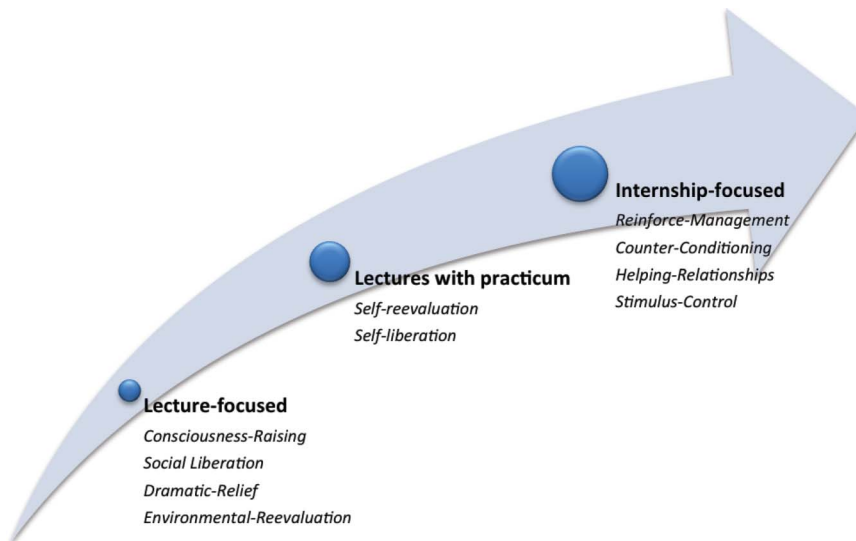 Internship-focused
Reinforce-Management
Counter-Conditioning
Helping-Relationships
Stimulus-Control
Lectures with practicum
Self-reevaluation
Self-liberation
Lecture-focused
Consciousness-Raising
Social Liberation
Dramatic-Relief
Environmental-Reevaluation